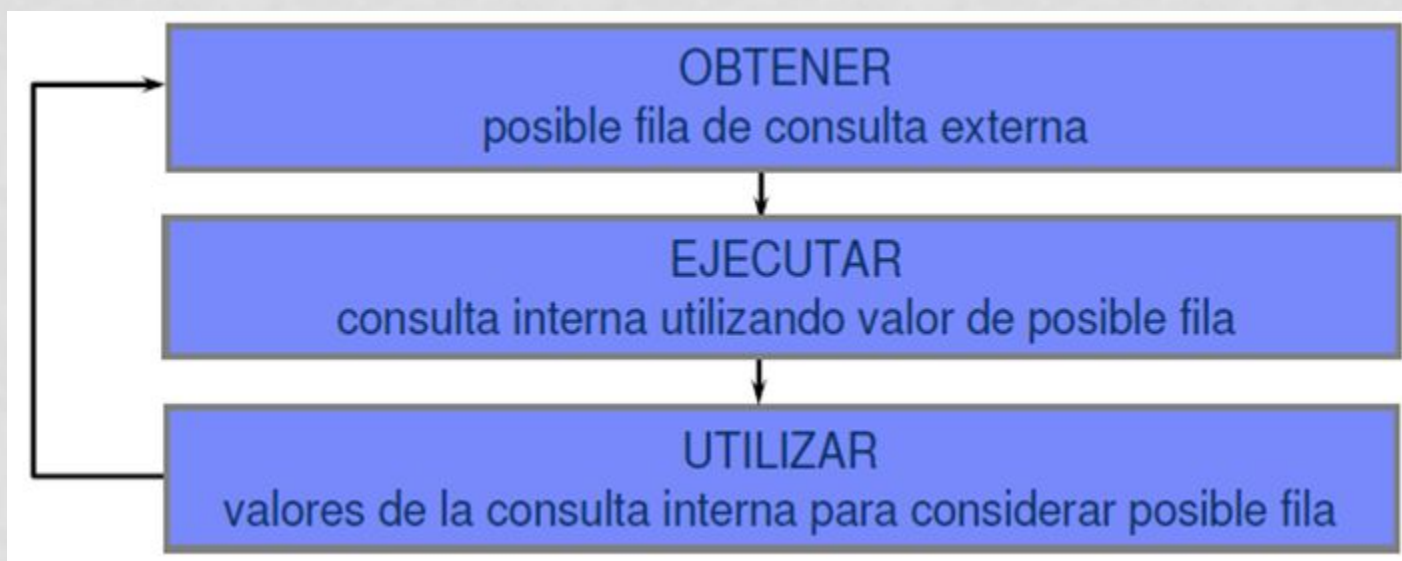 OBTENER
posible fila de consulta externa
EJECUTAR
consulta interna utilizando valor de posible fila
UTILIZAR
valores de la consulta interna para considerar posible fila